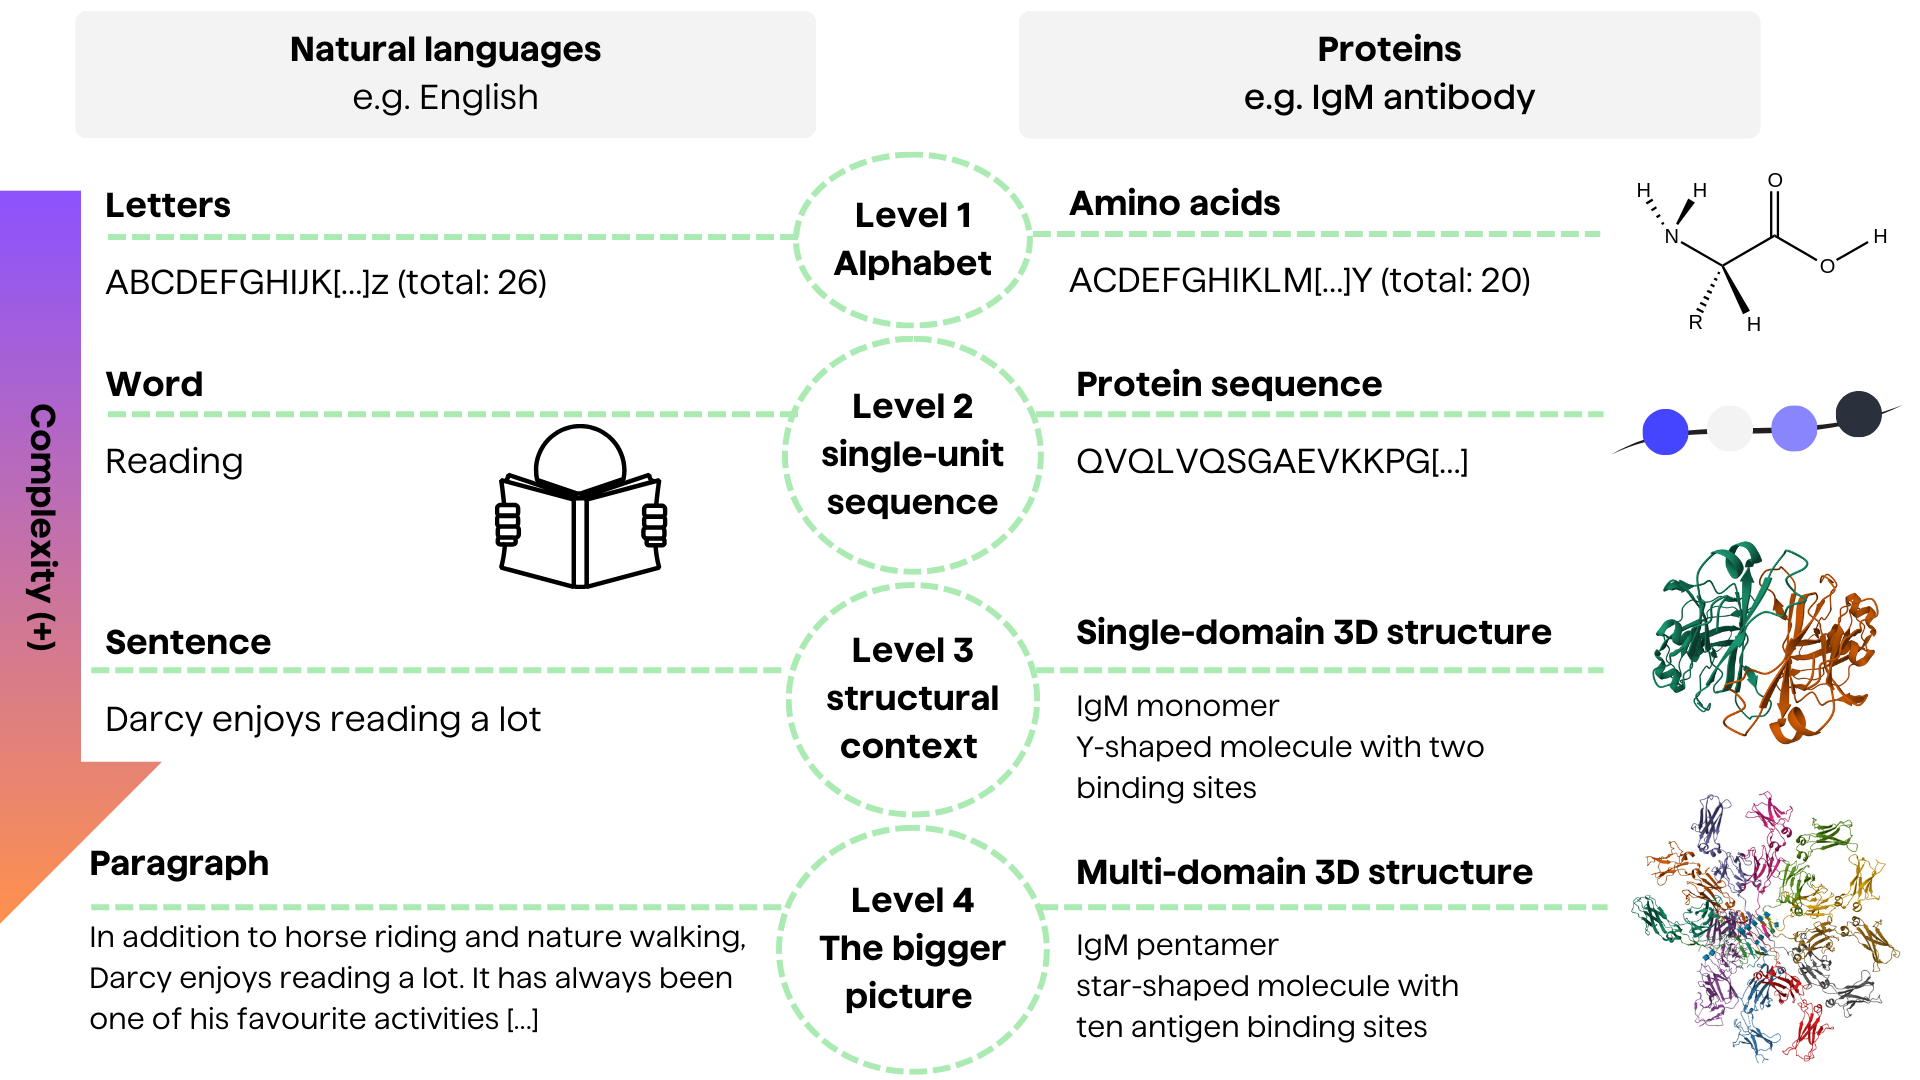 Natural languages
e.g. English
Proteins
e.g. IgM antibody
Complexity (+)
Letters
ABCDEFGHIJK[...]z (total: 26)
Level 1
Alphabet
Amino acids
ACDEFGHIKLM[...]Y (total: 20)
H
H
N
O
O
H
R
H
Word
Reading
Level 2
single-unit
sequence
Protein sequence
QVQLVQSGAEVKKPG[...]
Sentence
Darcy enjoys reading a lot
Level 3
structural
context
Single-domain 3D structure
IgM monomer
Y-shaped molecule with two
binding sites
Paragraph
In addition to horse riding and nature walking,
Darcy enjoys reading a lot. It has always been
one of his favourite activities [...]
Level 4
The bigger
picture
Multi-domain 3D structure
IgM pentamer
star-shaped molecule with
ten antigen binding sites